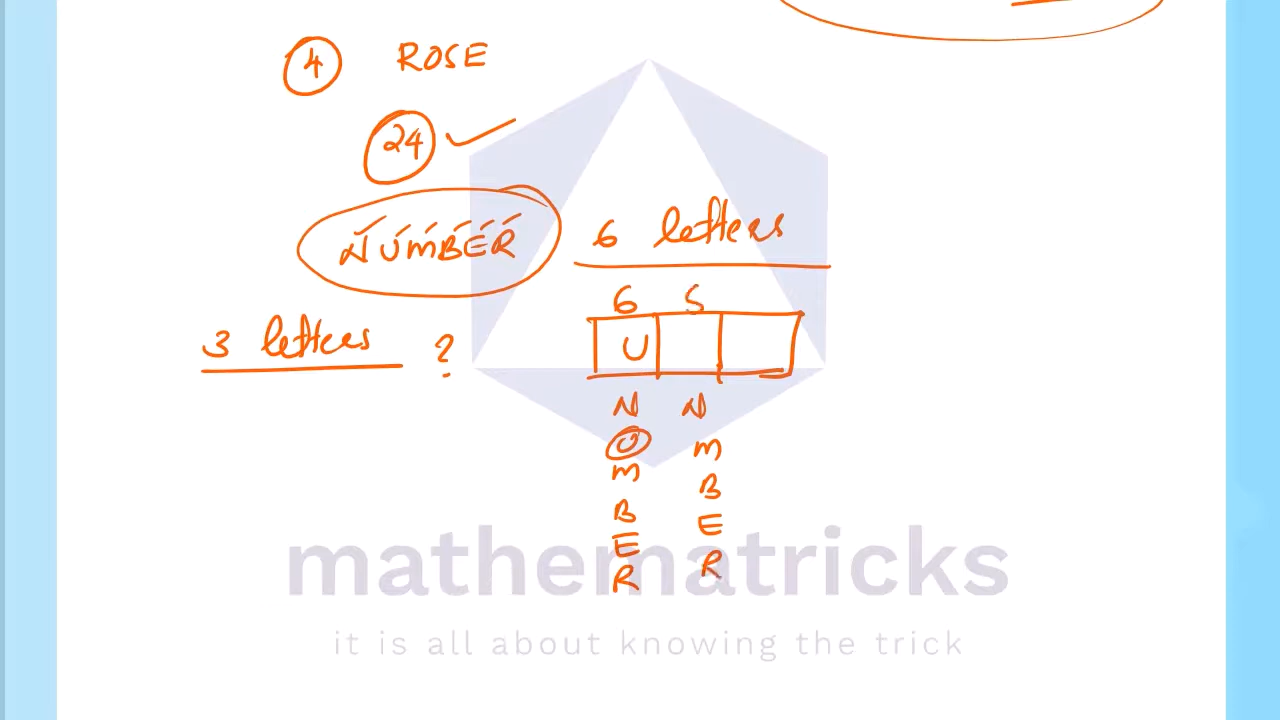 4 ROSE
24
NUMBER 6 letters
6 5
3 letters ? U
N N
U M
M B
B E
E R
R
mathematricks
it is all about knowing the trick